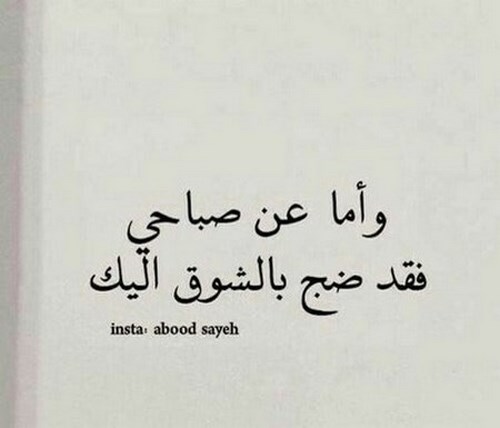 وأما عن صباحي
فقد ضج بالشوق اليك
insta: abood sayeh